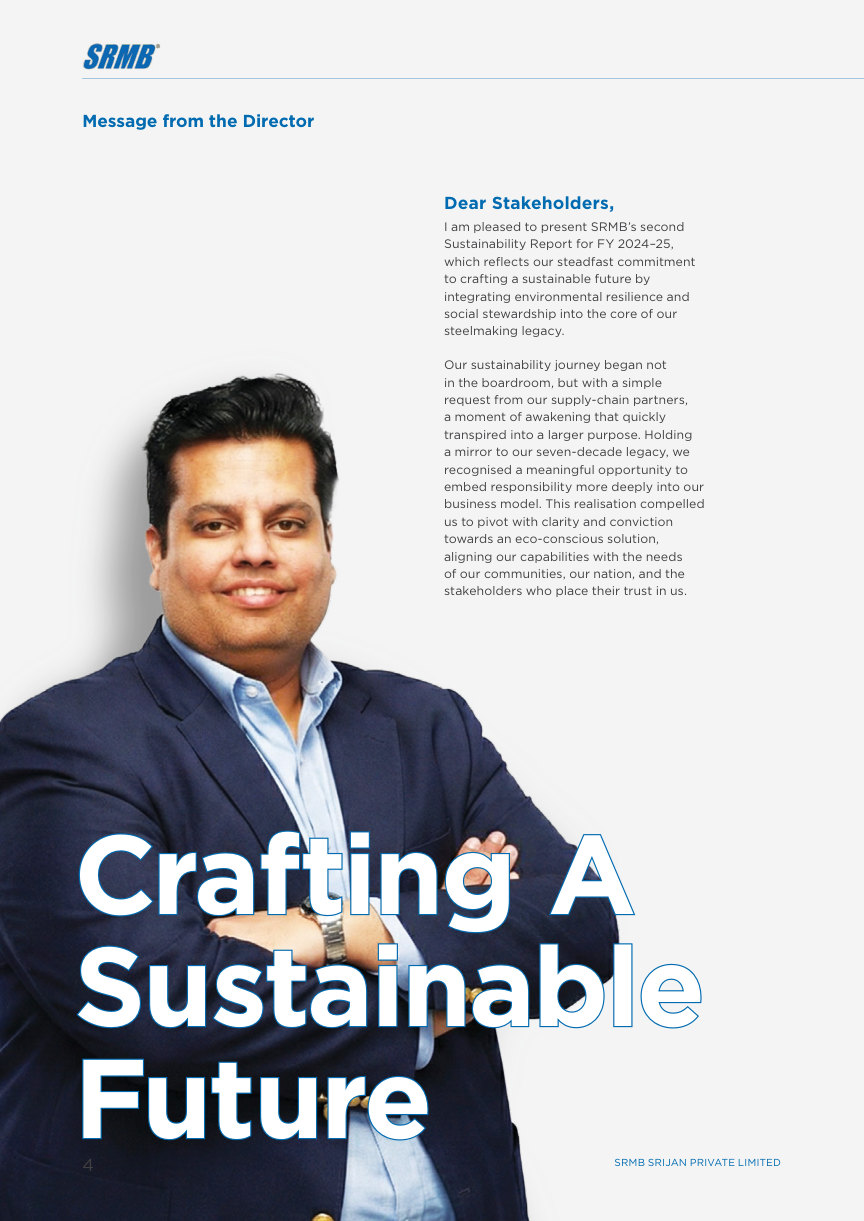 SRMB®
Message from the Director
Dear Stakeholders,
I am pleased to present SRMB’s second
Sustainability Report for FY 2024–25,
which reflects our steadfast commitment
to crafting a sustainable future by
integrating environmental resilience and
social stewardship into the core of our
steelmaking legacy.
Our sustainability journey began not
in the boardroom, but with a simple
request from our supply-chain partners,
a moment of awakening that quickly
transpired into a larger purpose. Holding
a mirror to our seven-decade legacy, we
recognised a meaningful opportunity to
embed responsibility more deeply into our
business model. This realisation compelled
us to pivot with clarity and conviction
towards an eco-conscious solution,
aligning our capabilities with the needs
of our communities, our nation, and the
stakeholders who place their trust in us.
Crafting A
Sustainable
Future
4
SRMB SRIJAN PRIVATE LIMITED